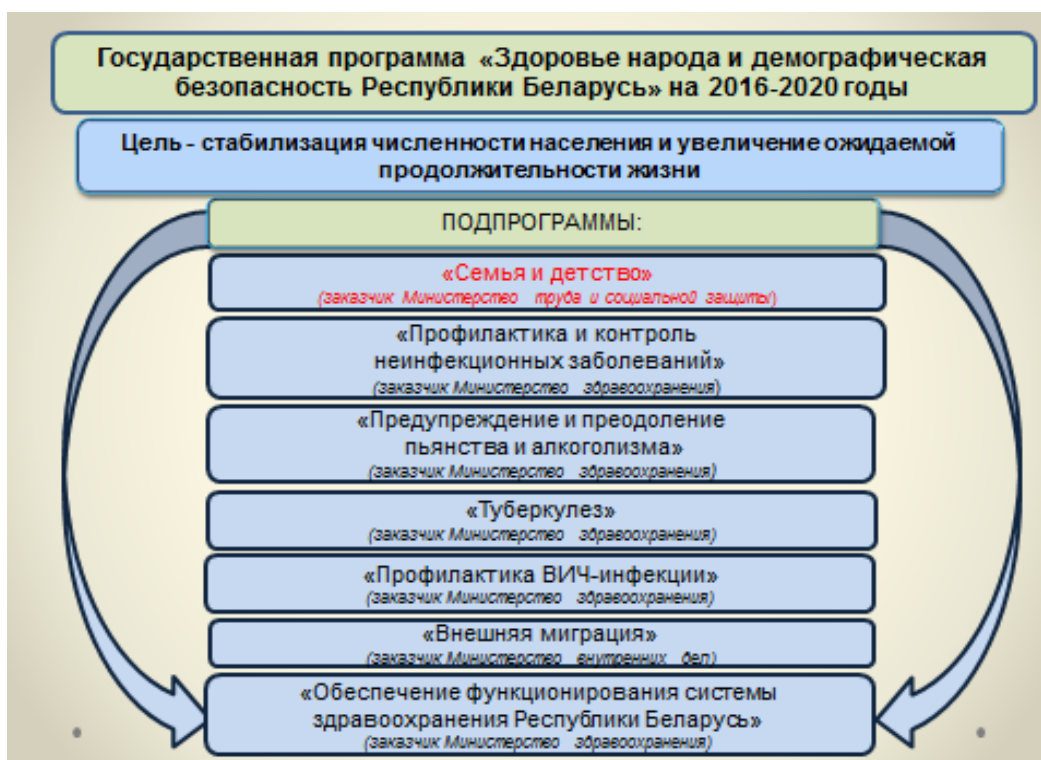 Государственная программа «Здоровье народа и демографическая
безопасность Республики Беларусь» на 2016-2020 годы
Цель - стабилизация численности населения и увеличение ожидаемой
продолжительности жизни
ПОДПРОГРАММЫ:
«Семья и детство»
(заказчик Министерство труда и социальной защиты)
«Профилактика и контроль
неинфекционных заболеваний»
(заказчик Министерство здравоохранения)
«Предупреждение и преодоление
пьянства и алкоголизма»
(заказчик Министерство здравоохранения)
«Туберкулез»
(заказчик Министерство здравоохранения)
«Профилактика ВИЧ-инфекции»
(заказчик Министерство здравоохранения)
«Внешняя миграция»
(заказчик Министерство внутренних дел)
«Обеспечение функционирования системы
здравоохранения Республики Беларусь»
(заказчик Министерство здравоохранения)